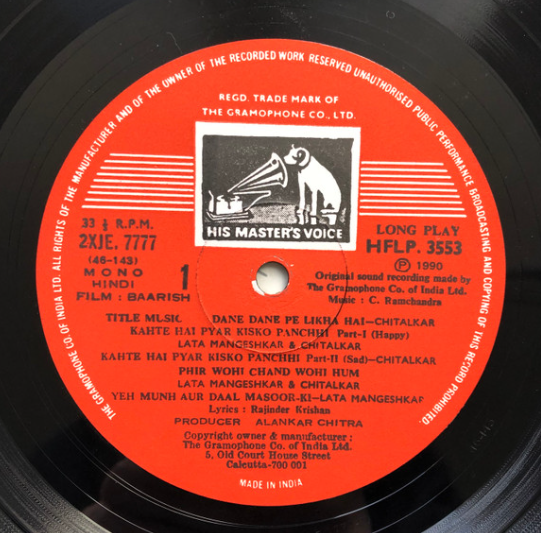 THE GRAMOPHONE CO. OF INDIA LTD. ALL RIGHTS OF THE MANUFACTURER AND OF THE OWNER OF THE RECORDED WORK RESERVED UNAUTHORISED PUBLIC PERFORMANCE BROADCASTING AND COPYING OF THIS RECORD PROHIBITED.
REGD. TRADE MARK OF
THE GRAMOPHONE CO., LTD.
HIS MASTER'S VOICE
33 ⅓ R.P.M.
2XJE. 7777
(46-143)
MONO
HINDI
FILM : BAARISH
1
LONG PLAY
HFLP. 3553
Ⓟ 1990
Original sound recording made by
The Gramophone Co. of India Ltd.
Music : C. Ramchandra
TITLE MUSIC DANE DANE PE LIKHA HAI—CHITALKAR
KAHTE HAI PYAR KISKO PANCHHI Part-I (Happy)
LATA MANGESHKAR & CHITALKAR
KAHTE HAI PYAR KISKO PANCHHI Part-II (Sad)—CHITALKAR
PHIR WOHI CHAND WOHI HUM
LATA MANGESHKAR & CHITALKAR
YEH MUNH AUR DAAL MASOOR-KI—LATA MANGESHKAR
Lyrics : Rajinder Krishan
PRODUCER ALANKAR CHITRA
Copyright owner & manufacturer :
The Gramophone Co. of India Ltd.
5, Old Court House Street
Calcutta-700 001
MADE IN INDIA